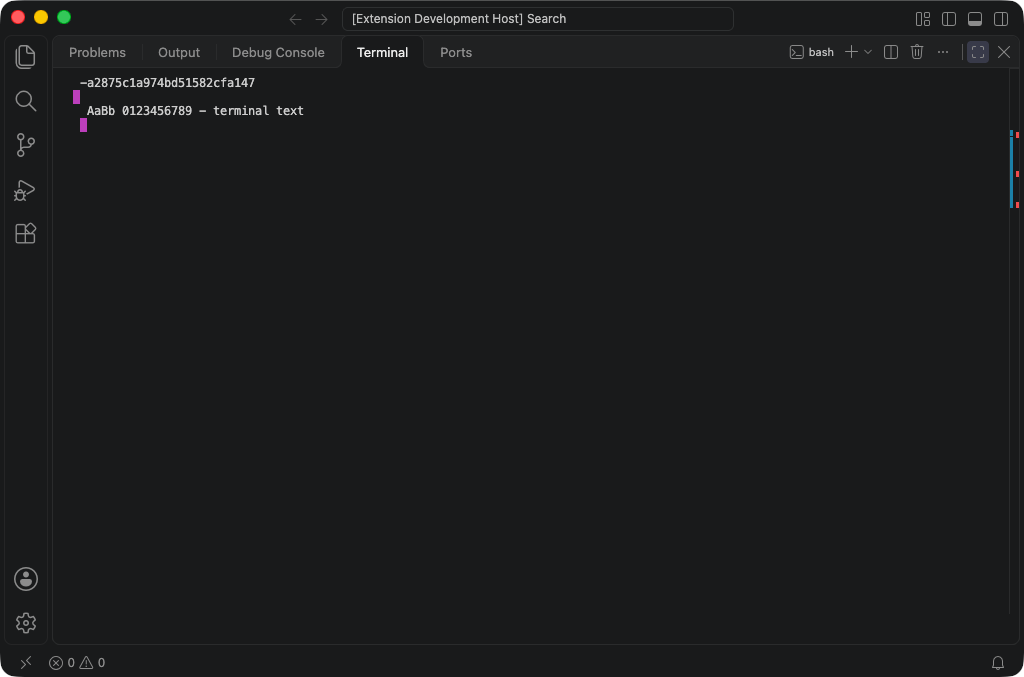 [Extension Development Host] Search
Problems Output Debug Console Terminal Ports bash
-a2875c1a974bd51582cfa147
AaBb 0123456789 - terminal text
0 0